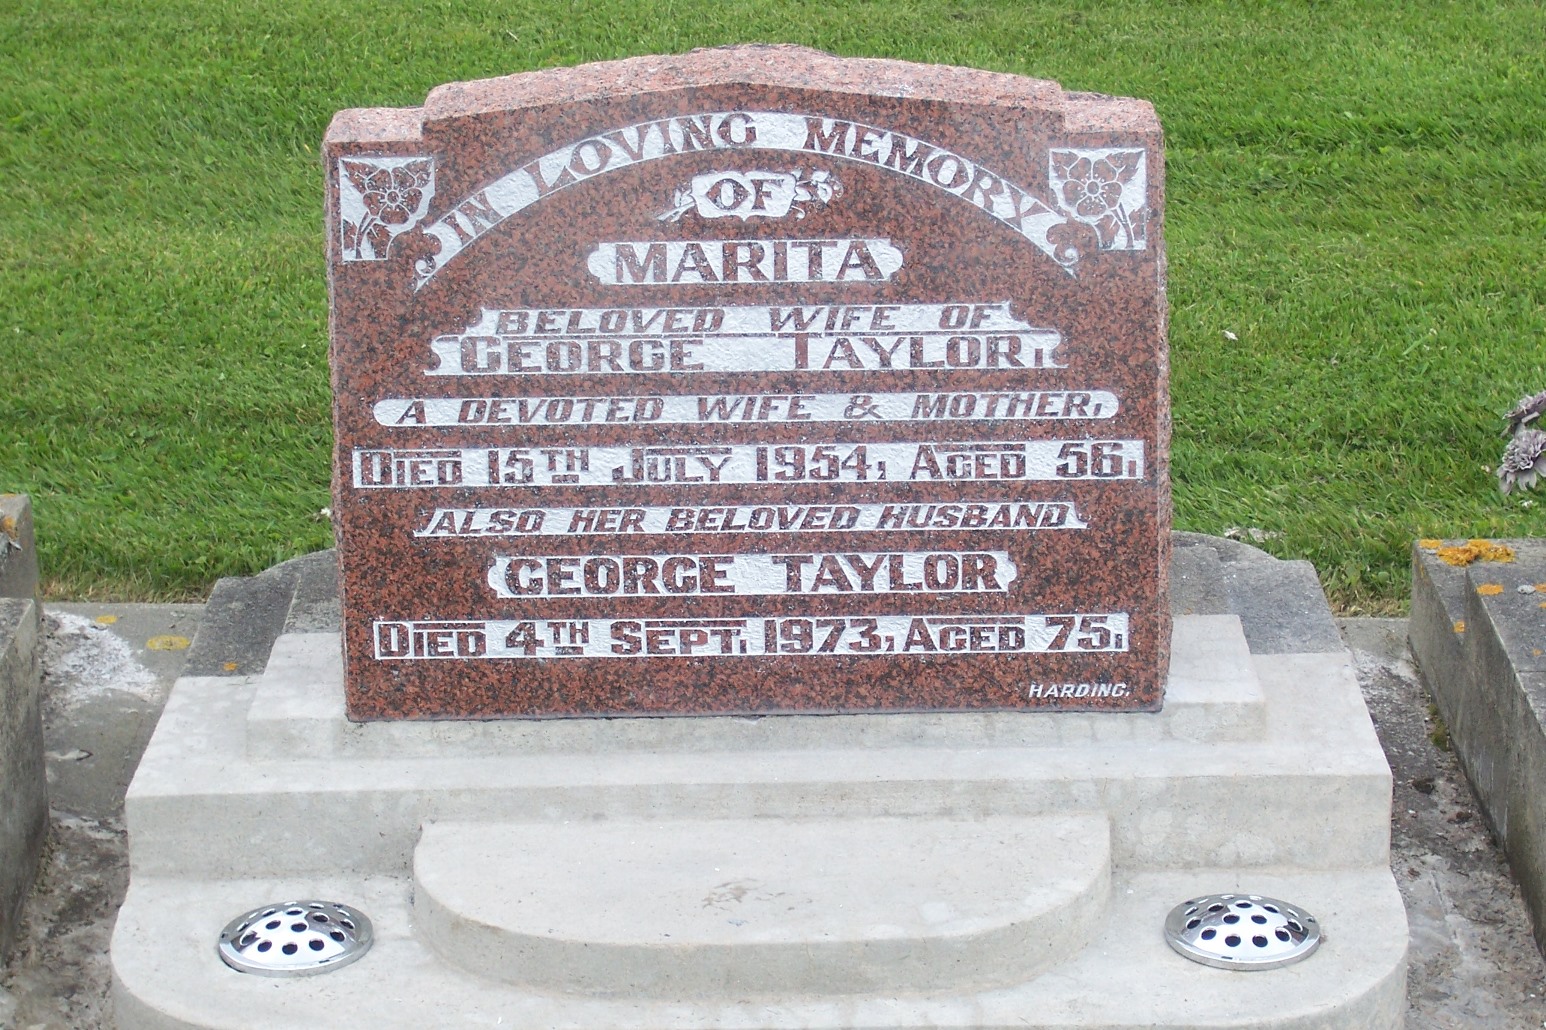 IN LOVING MEMORY
OF
MARITA
BELOVED WIFE OF
GEORGE TAYLOR,
A DEVOTED WIFE & MOTHER,
DIED 15TH JULY 1954, AGED 56,
ALSO HER BELOVED HUSBAND
GEORGE TAYLOR
DIED 4TH SEPT, 1973, AGED 75,
HARDING.